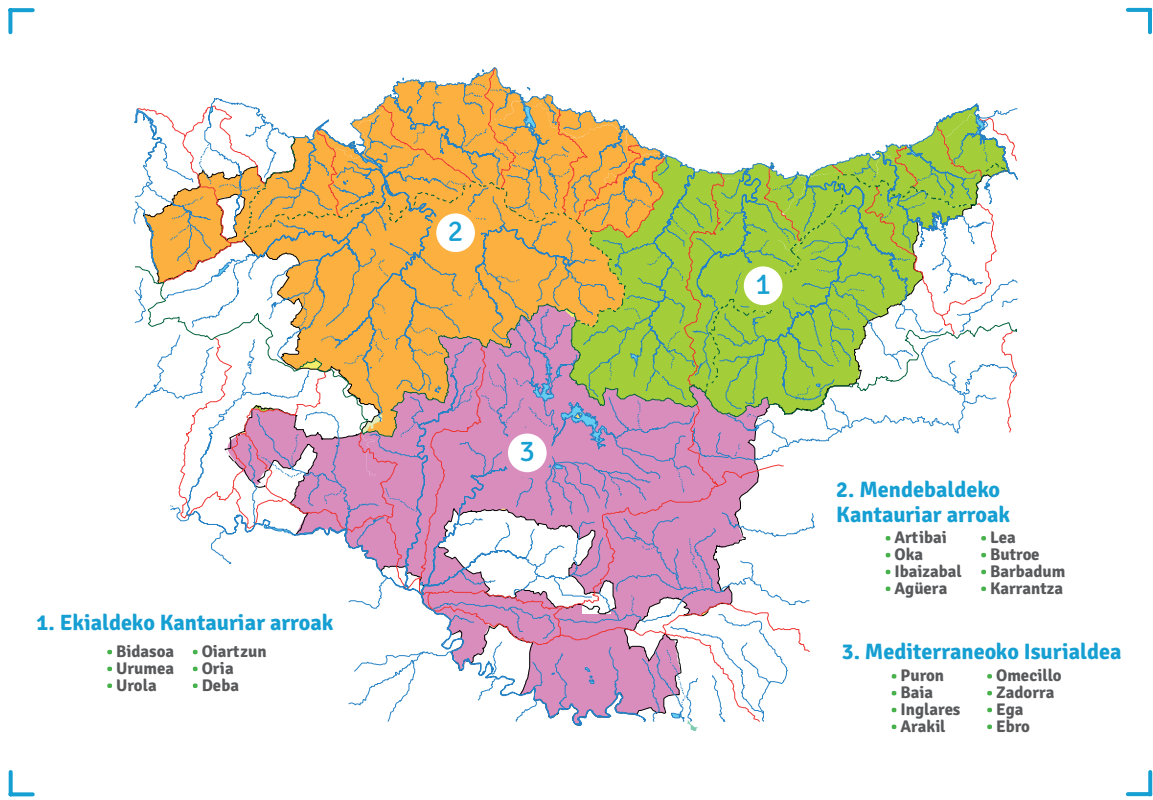 2
1
3
2. Mendebaldeko
Kantauriar arroak
• Artibai • Lea
• Oka • Butroe
• Ibaizabal • Barbadum
• Agüera • Karrantza
1. Ekialdeko Kantauriar arroak
• Bidasoa • Oiartzun
• Urumea • Oria
• Urola • Deba
3. Mediterraneoko Isurialdea
• Puron • Omecillo
• Baia • Zadorra
• Inglares • Ega
• Arakil • Ebro